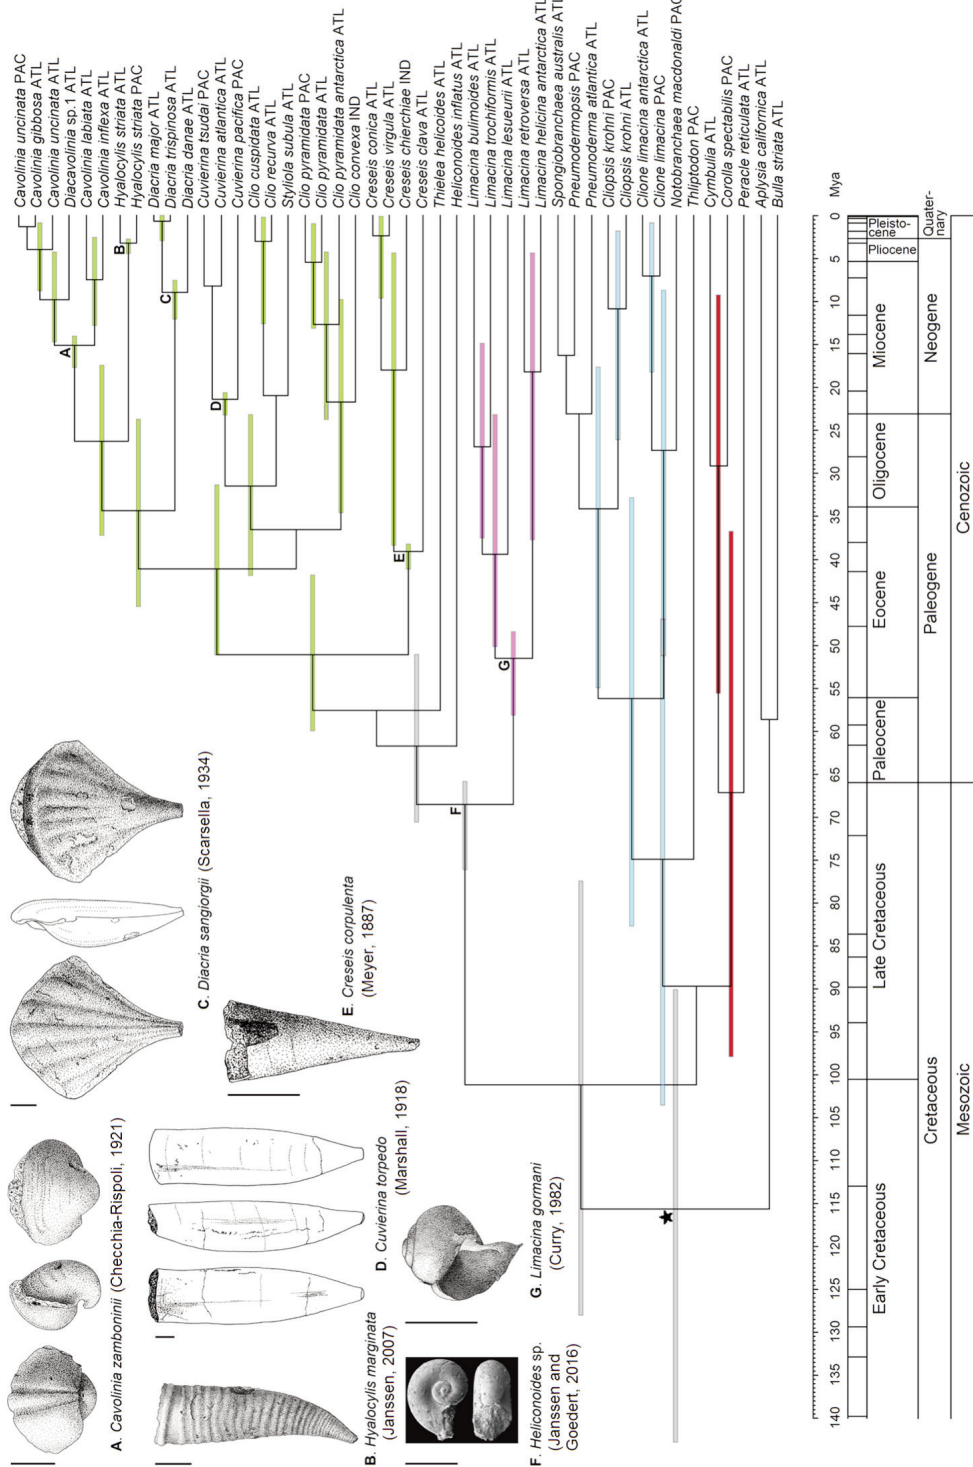 Cavolinia uncinata PAC
Cavolinia gibbosa ATL
Cavolinia uncinata ATL
Diacavolinia sp.1 ATL
Cavolinia labiata ATL
Cavolinia inflexa ATL
Hyalocylis striata ATL
Hyalocylis striata PAC
Diacria major ATL
Diacria trispinosa ATL
Diacria danae ATL
Cuvierina tsudai PAC
Cuvierina atlantica ATL
Cuvierina pacifica PAC
Clio cuspidata ATL
Clio recurva ATL
Styliola subula ATL
Clio pyramidata PAC
Clio pyramidata ATL
Clio pyramidata antarctica ATL
Clio convexa IND
Creseis conica ATL
Creseis virgula ATL
Creseis chierchiae IND
Creseis clava ATL
Thielea helicoides ATL
Heliconoides inflatus ATL
Limacina bulimoides ATL
Limacina trochiformis ATL
Limacina lesueurii ATL
Limacina retroversa ATL
Limacina helicina antarctica ATL
Spongiobranchaea australis ATL
Pneumodermopsis PAC
Pneumoderma atlantica ATL
Cliopsis krohni PAC
Cliopsis krohni ATL
Clione limacina antarctica ATL
Clione limacina PAC
Notobranchaea macdonaldi PAC
Thliptodon PAC
Cymbulia ATL
Corolla spectabilis PAC
Peracle reticulata ATL
Aplysia californica ATL
Bulla striata ATL
A
B
C
D
E
F
G
A. Cavolinia zamboninii (Checchia-Rispoli, 1921)
B. Hyalocylis marginata
(Janssen, 2007)
C. Diacria sangiorgii (Scarsella, 1934)
D. Cuvierina torpedo
(Marshall, 1918)
E. Creseis corpulenta
(Meyer, 1887)
F. Heliconoides sp.
(Janssen and
Goedert, 2016)
G. Limacina gormani
(Curry, 1982)
140 135 130 125 120 115 110 105 100 95 90 85 80 75 70 65 60 55 50 45 40 35 30 25 20 15 10 5 0 Mya
Early Cretaceous Late Cretaceous Paleocene Eocene Oligocene Miocene Pliocene Pleisto-
cene
Cretaceous Paleogene Neogene Quater-
nary
Mesozoic Cenozoic